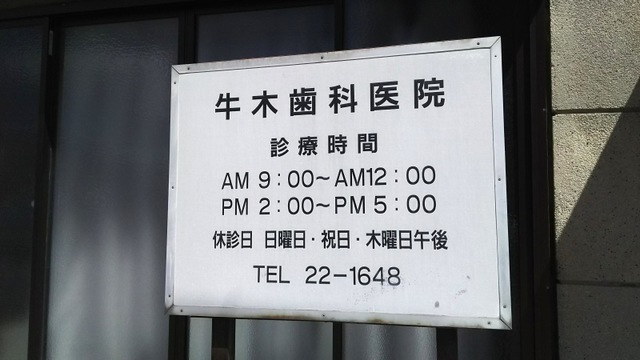 牛木歯科医院
診療時間
AM 9：00〜AM12：00
PM 2：00〜PM 5：00
休診日 日曜日・祝日・木曜日午後
TEL 22-1648